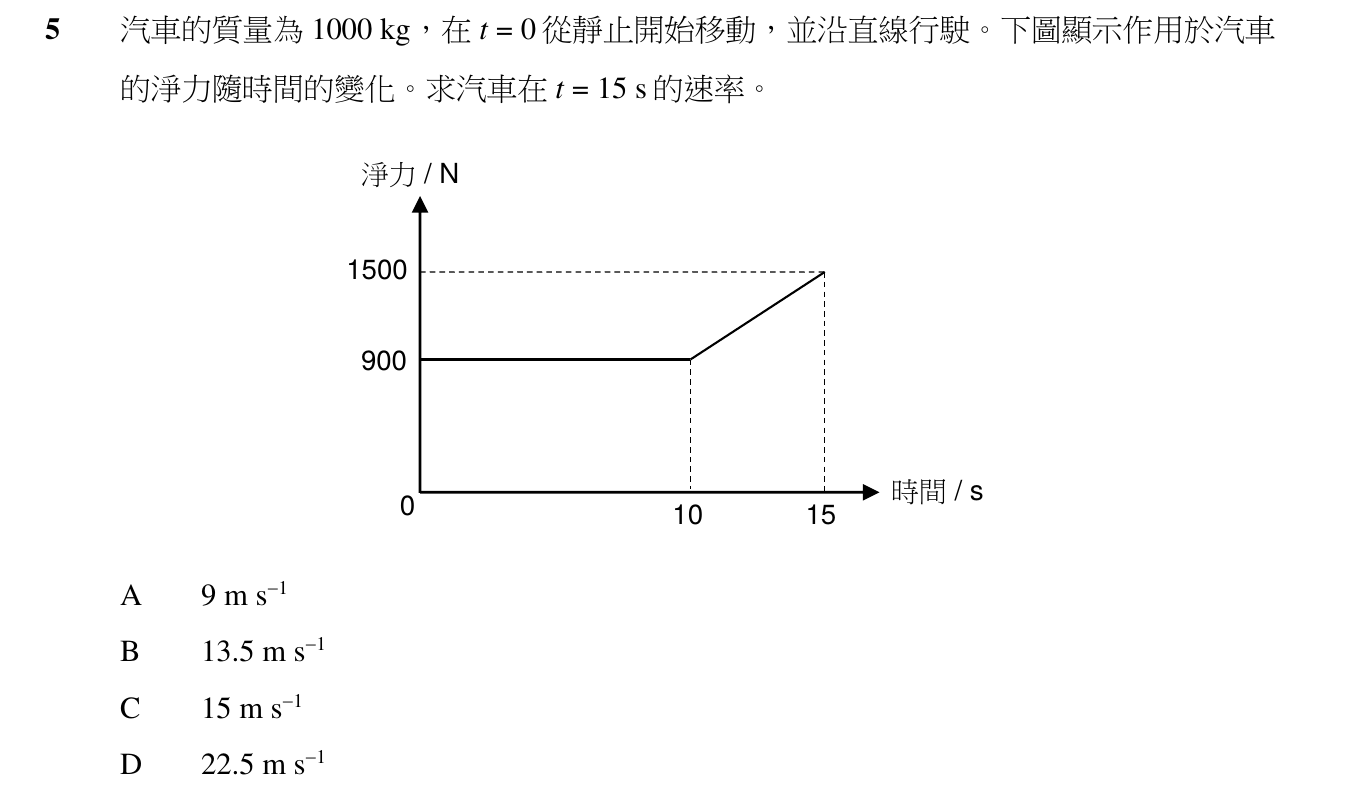 5 汽車的質量為 1000 kg，在 t = 0 從靜止開始移動，並沿直線行駛。下圖顯示作用於汽車
的淨力隨時間的變化。求汽車在 t = 15 s 的速率。
淨力 / N
1500
900
0
10
15
時間 / s
A 9 m s⁻¹
B 13.5 m s⁻¹
C 15 m s⁻¹
D 22.5 m s⁻¹